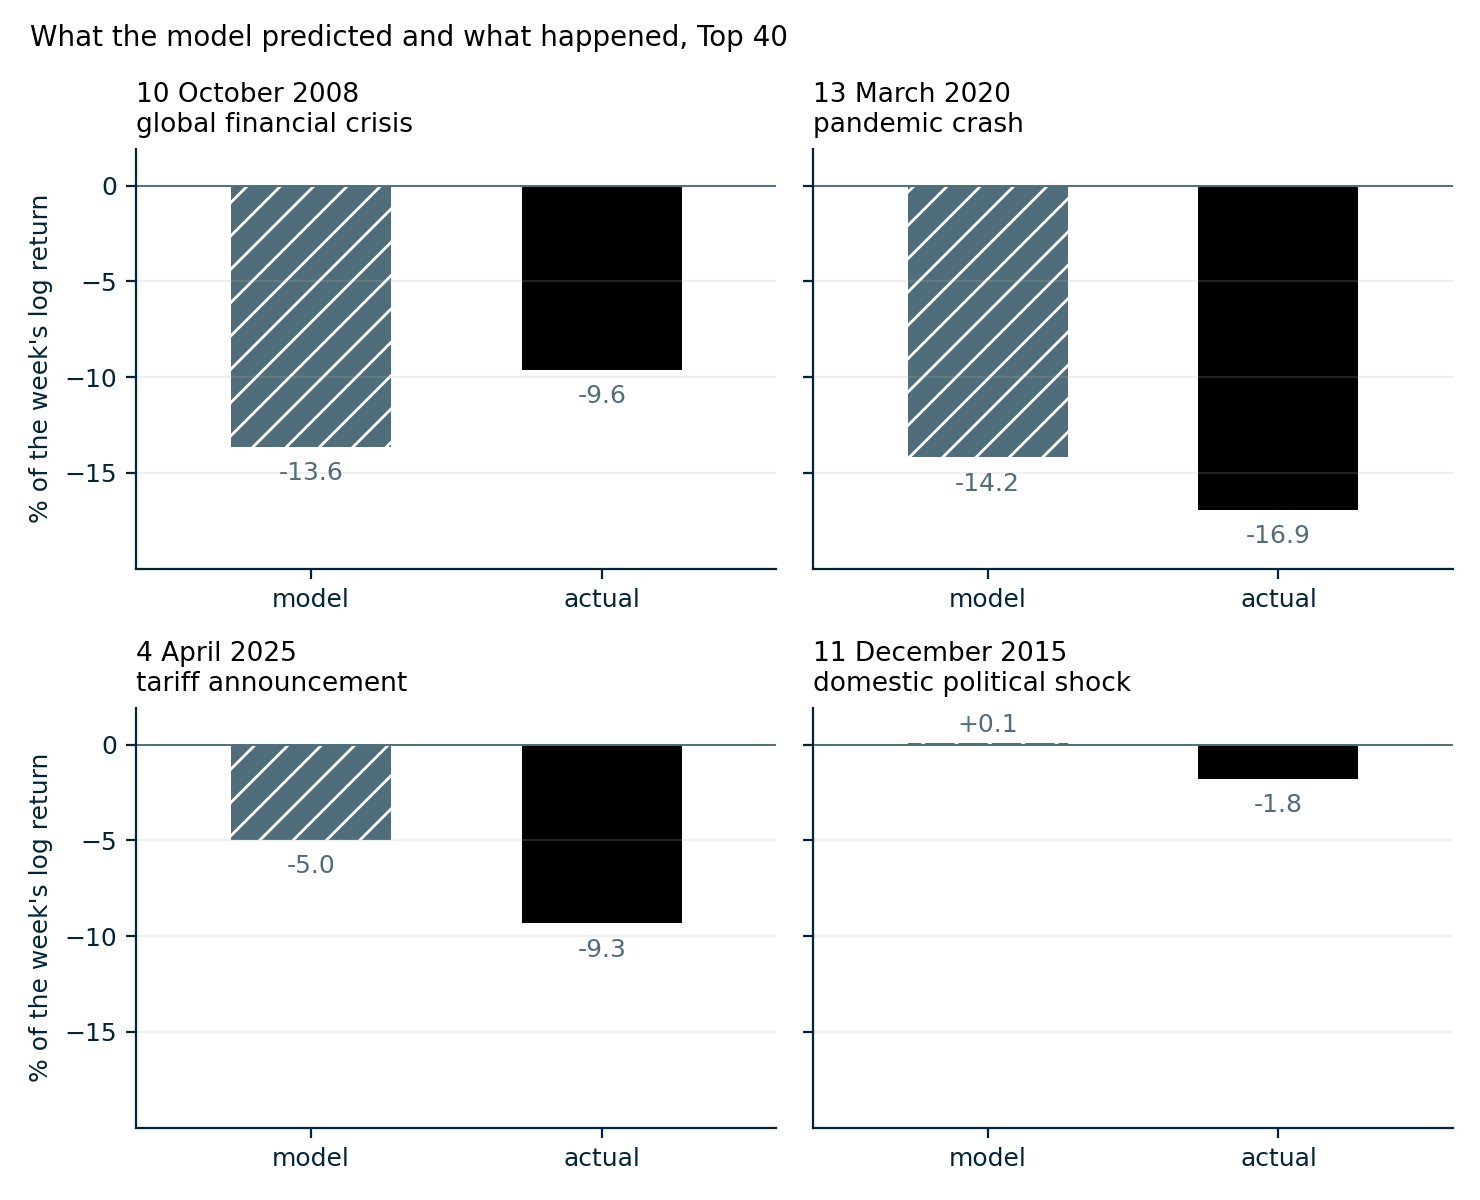 What the model predicted and what happened, Top 40
10 October 2008
global financial crisis
% of the week's log return
0
−5
−10
−15
-13.6
-9.6
model
actual
13 March 2020
pandemic crash
-14.2
-16.9
model
actual
4 April 2025
tariff announcement
% of the week's log return
0
−5
−10
−15
-5.0
-9.3
model
actual
11 December 2015
domestic political shock
+0.1
-1.8
model
actual